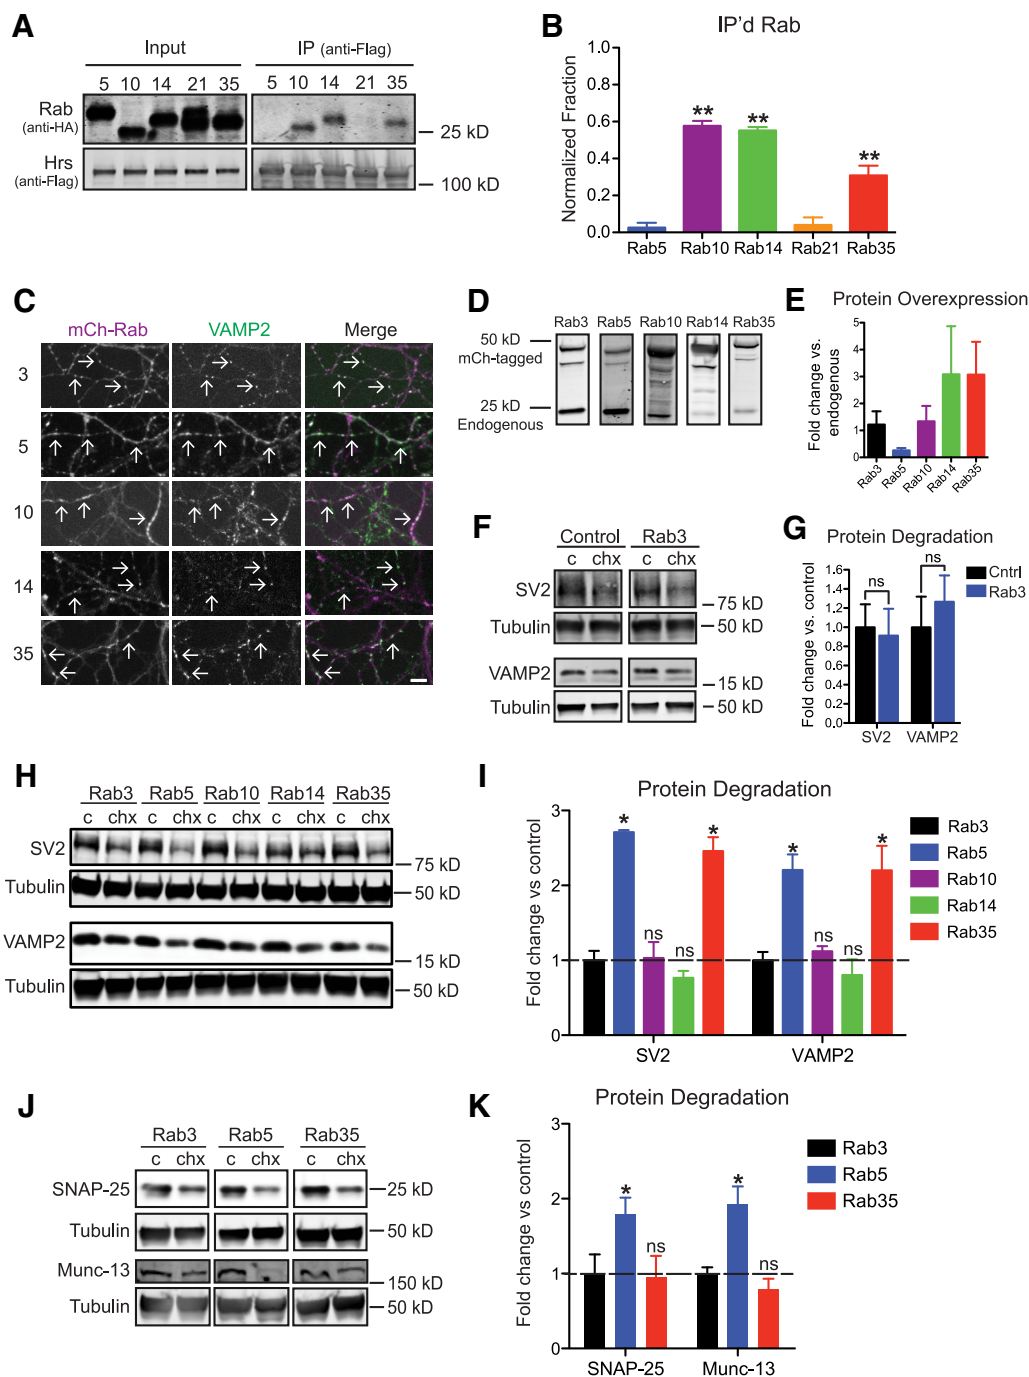 A
Input
IP (anti-Flag)
5 10 14 21 35
5 10 14 21 35
Rab
(anti-HA)
25 kD
Hrs
(anti-Flag)
100 kD
B
IP'd Rab
Normalized Fraction
1.0
0.8
0.6
0.4
0.2
0.0
** ** **
Rab5 Rab10 Rab14 Rab21 Rab35
C
mCh-Rab VAMP2 Merge
3
5
10
14
35
D
Rab3 Rab5 Rab10 Rab14 Rab35
50 kD
mCh-tagged
25 kD
Endogenous
E
Protein Overexpression
Fold change vs.
endogenous
5
4
3
2
1
0
Rab3 Rab5 Rab10 Rab14 Rab35
F
Control Rab3
c chx c chx
SV2
75 kD
Tubulin
50 kD
VAMP2
15 kD
Tubulin
50 kD
G
Protein Degradation
Fold change vs. control
1.6
1.4
1.2
1.0
0.8
0.6
0.4
0.2
0.0
ns ns
Cntrl
Rab3
SV2 VAMP2
H
Rab3 Rab5 Rab10 Rab14 Rab35
c chx c chx c chx c chx c chx
SV2
75 kD
Tubulin
50 kD
VAMP2
15 kD
Tubulin
50 kD
I
Protein Degradation
Fold change vs control
3
2
1
0
* ns ns * * ns ns *
Rab3
Rab5
Rab10
Rab14
Rab35
SV2 VAMP2
J
Rab3 Rab5 Rab35
c chx c chx c chx
SNAP-25
25 kD
Tubulin
50 kD
Munc-13
150 kD
Tubulin
50 kD
K
Protein Degradation
Fold change vs control
3
2
1
0
* ns * ns
Rab3
Rab5
Rab35
SNAP-25 Munc-13